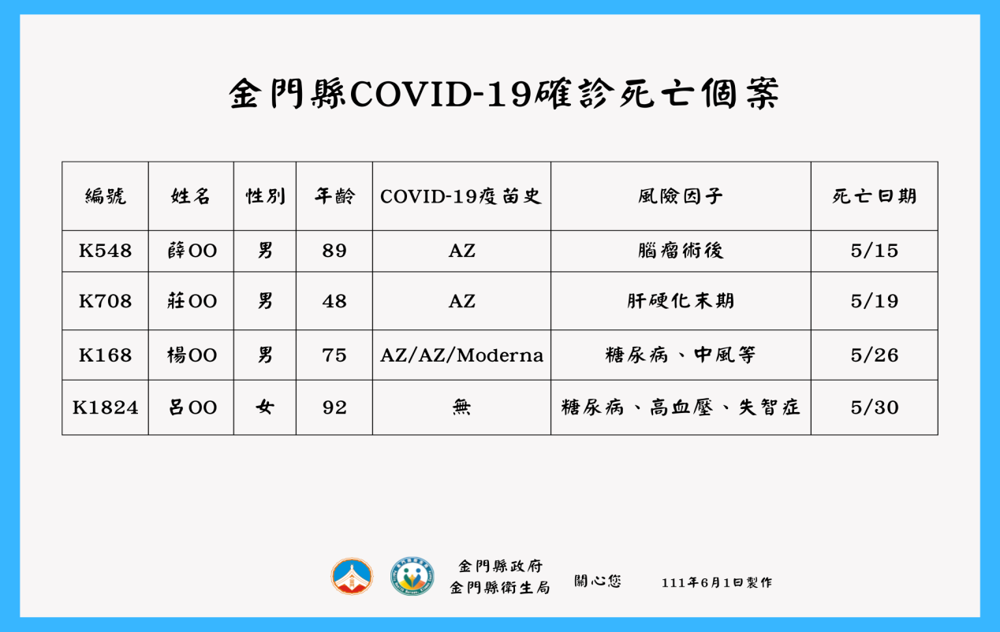 金門縣COVID-19確診死亡個案
編號 姓名 性別 年齡 COVID-19疫苗史 風險因子 死亡日期
K548 薛OO 男 89 AZ 腦瘤術後 5/15
K708 莊OO 男 48 AZ 肝硬化末期 5/19
K168 楊OO 男 75 AZ/AZ/Moderna 糖尿病、中風等 5/26
K1824 呂OO 女 92 無 糖尿病、高血壓、失智症 5/30
金門縣政府
金門縣衛生局
關心您
111年6月1日製作